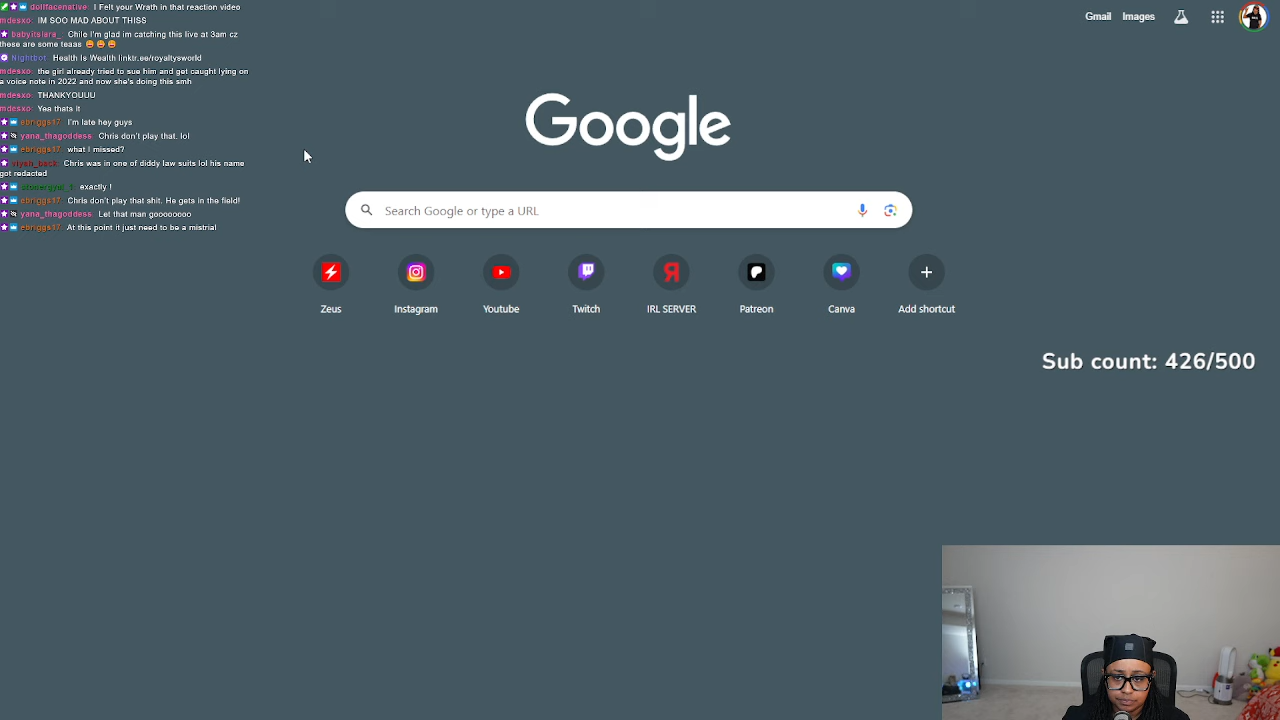 dollfacenative: I Felt your Wrath in that reaction video
mdesxo: IM SOO MAD ABOUT THISS
babyitsiara_: Chile I'm glad im catching this live at 3am cz
these are some teaas
Nightbot: Health Is Wealth linktr.ee/royaltysworld
mdesxo: the girl already tried to sue him and get caught lying on
a voice note in 2022 and now she's doing this smh
mdesxo: THANKYOUUU
mdesxo: Yea thats it
ebriggs17: I'm late hey guys
yana_thagoddess: Chris don't play that. lol
ebriggs17: what I missed?
Chris was in one of diddy law suits lol his name
got redacted
exactly !
ebriggs17: Chris don't play that shit. He gets in the field!
yana_thagoddess: Let that man gooooooooo
ebriggs17: At this point it just need to be a mistrial
Gmail Images
Google
Search Google or type a URL
Zeus Instagram Youtube Twitch IRL SERVER Patreon Canva Add shortcut
Sub count: 426/500